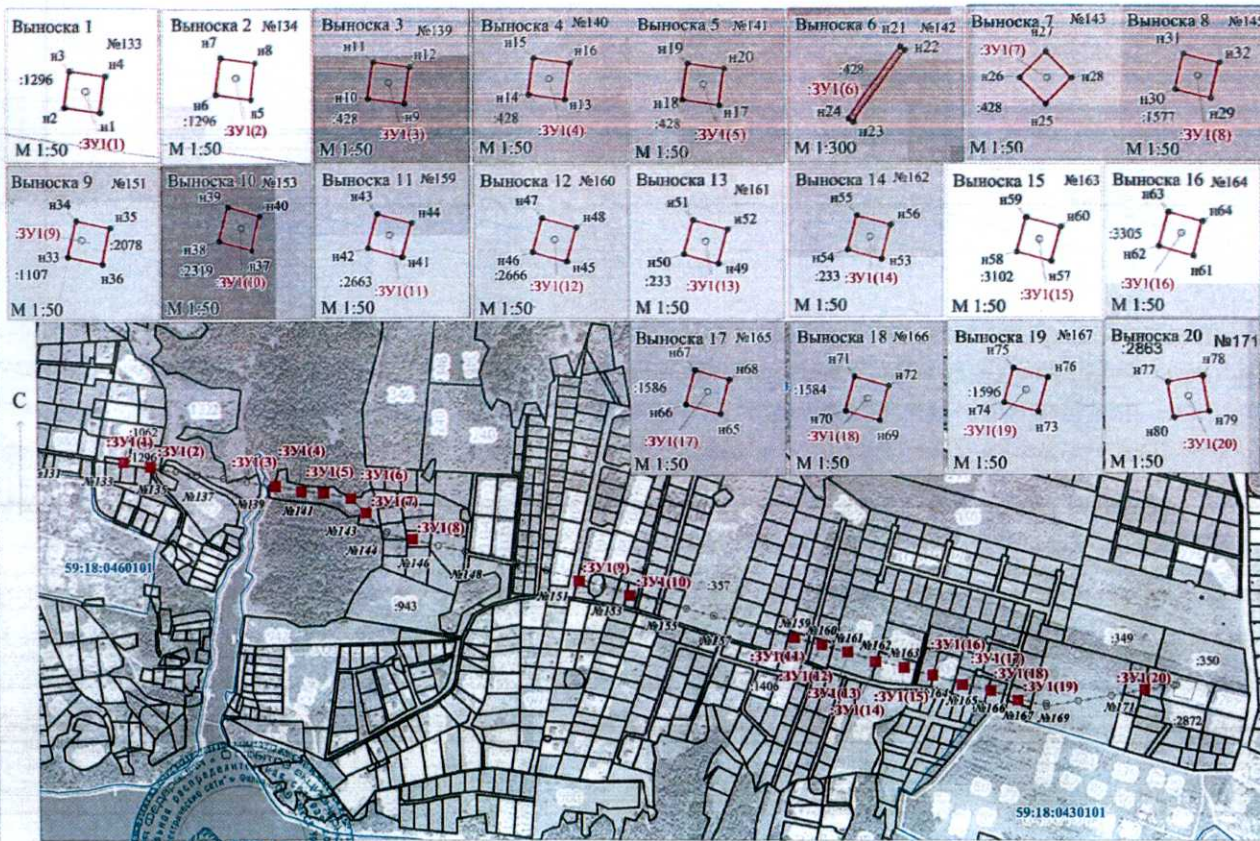 Выноска 1 №133
н3
н4
:1296
н2
н1
:ЗУ1(1)
М 1:50
Выноска 2 №134
н7
н8
н6
н5
:1296
:ЗУ1(2)
М 1:50
Выноска 3 №139
н11
н12
н10
н9
:428
:ЗУ1(3)
М 1:50
Выноска 4 №140
н15
н16
н14
н13
:428
:ЗУ1(4)
М 1:50
Выноска 5 №141
н19
н20
н18
н17
:428
:ЗУ1(5)
М 1:50
Выноска 6 №142
н21
н22
:428
:ЗУ1(6)
н24
н23
М 1:300
Выноска 7 №143
н27
:ЗУ1(7)
н26
н28
:428
н25
М 1:50
Выноска 8 №145
н31
н32
н30
н29
:1577
:ЗУ1(8)
М 1:50
Выноска 9 №151
н34
н35
:ЗУ1(9)
:2078
н33
:1107
н36
М 1:50
Выноска 10 №153
н39
н40
н38
н37
:2319
:ЗУ1(10)
М 1:50
Выноска 11 №159
н43
н44
н42
н41
:2663
:ЗУ1(11)
М 1:50
Выноска 12 №160
н47
н48
н46
н45
:2666
:ЗУ1(12)
М 1:50
Выноска 13
№161
н51
н52
н50
н49
:233
:ЗУ1(13)
М 1:50
Выноска 14 №162
н55
н56
н54
н53
:233
:ЗУ1(14)
М 1:50
Выноска 15 №163
н59
н60
н58
н57
:3102
:ЗУ1(15)
М 1:50
Выноска 16 №164
н63
н64
:3305
н62
н61
:ЗУ1(16)
М 1:50
Выноска 17 №165
н67
н68
:1586
н66
н65
:ЗУ1(17)
М 1:50
Выноска 18 №166
н71
н72
:1584
н70
н69
:ЗУ1(18)
М 1:50
Выноска 19 №167
н75
н76
:1596
н74
н73
:ЗУ1(19)
М 1:50
Выноска 20 №171
:2863
н78
н77
н79
н80
:ЗУ1(20)
М 1:50
С
:1062
:ЗУ1(1)
:ЗУ1(2)
:1296
№131
№133
№135
№137
:ЗУ1(3)
:ЗУ1(4)
:ЗУ1(5)
:ЗУ1(6)
:ЗУ1(7)
:ЗУ1(8)
№139
№141
№143
№144
№146
№148
59:18:0460101
:943
:ЗУ1(9)
:ЗУ1(10)
№151
№153
№155
№157
:357
№159
№160
№161
№162
№163
:ЗУ1(11)
:ЗУ1(12)
:ЗУ1(13)
:ЗУ1(14)
:1406
:ЗУ1(15)
:ЗУ1(16)
:ЗУ1(17)
:ЗУ1(18)
:ЗУ1(19)
№164
№165
№166
№167
№169
№171
:349
:350
:ЗУ1(20)
:2872
59:18:0430101